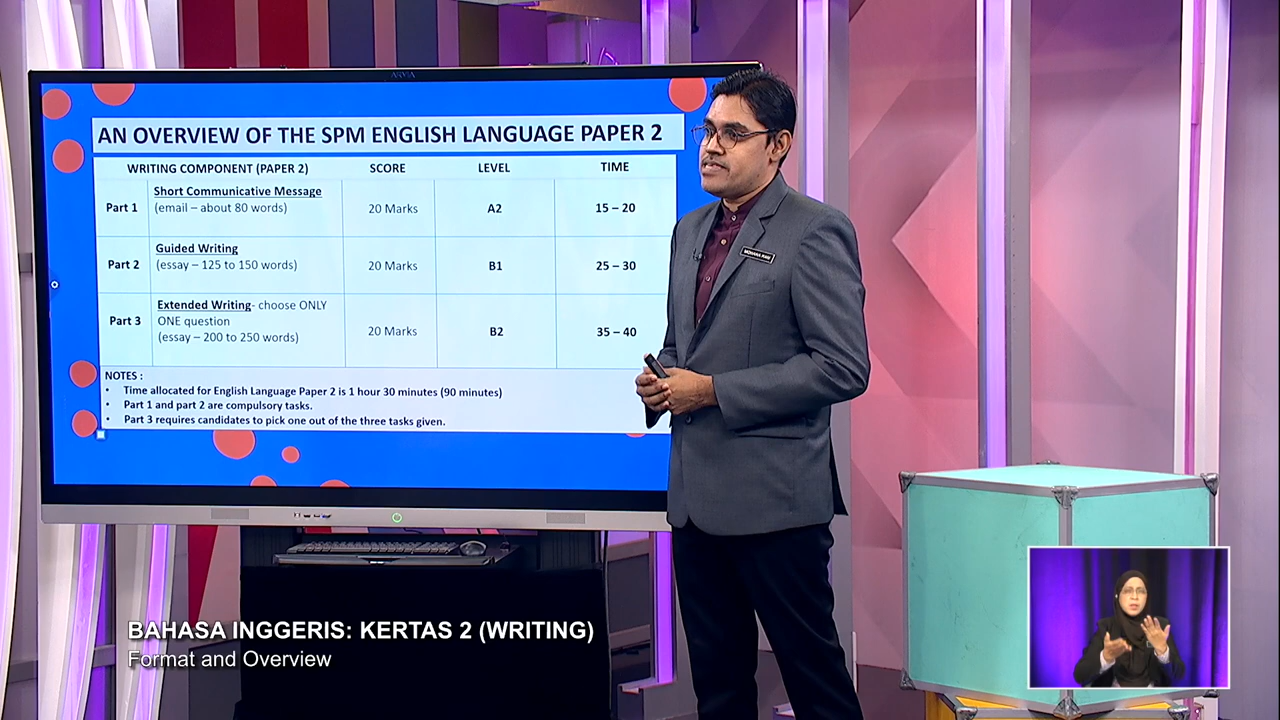 AN OVERVIEW OF THE SPM ENGLISH LANGUAGE PAPER 2
WRITING COMPONENT (PAPER 2) SCORE LEVEL TIME
Part 1 Short Communicative Message
(email – about 80 words) 20 Marks A2 15 – 20
Part 2 Guided Writing
(essay – 125 to 150 words) 20 Marks B1 25 – 30
Part 3 Extended Writing- choose ONLY
ONE question
(essay – 200 to 250 words) 20 Marks B2 35 – 40
NOTES :
• Time allocated for English Language Paper 2 is 1 hour 30 minutes (90 minutes)
• Part 1 and part 2 are compulsory tasks.
• Part 3 requires candidates to pick one out of the three tasks given.
BAHASA INGGERIS: KERTAS 2 (WRITING)
Format and Overview